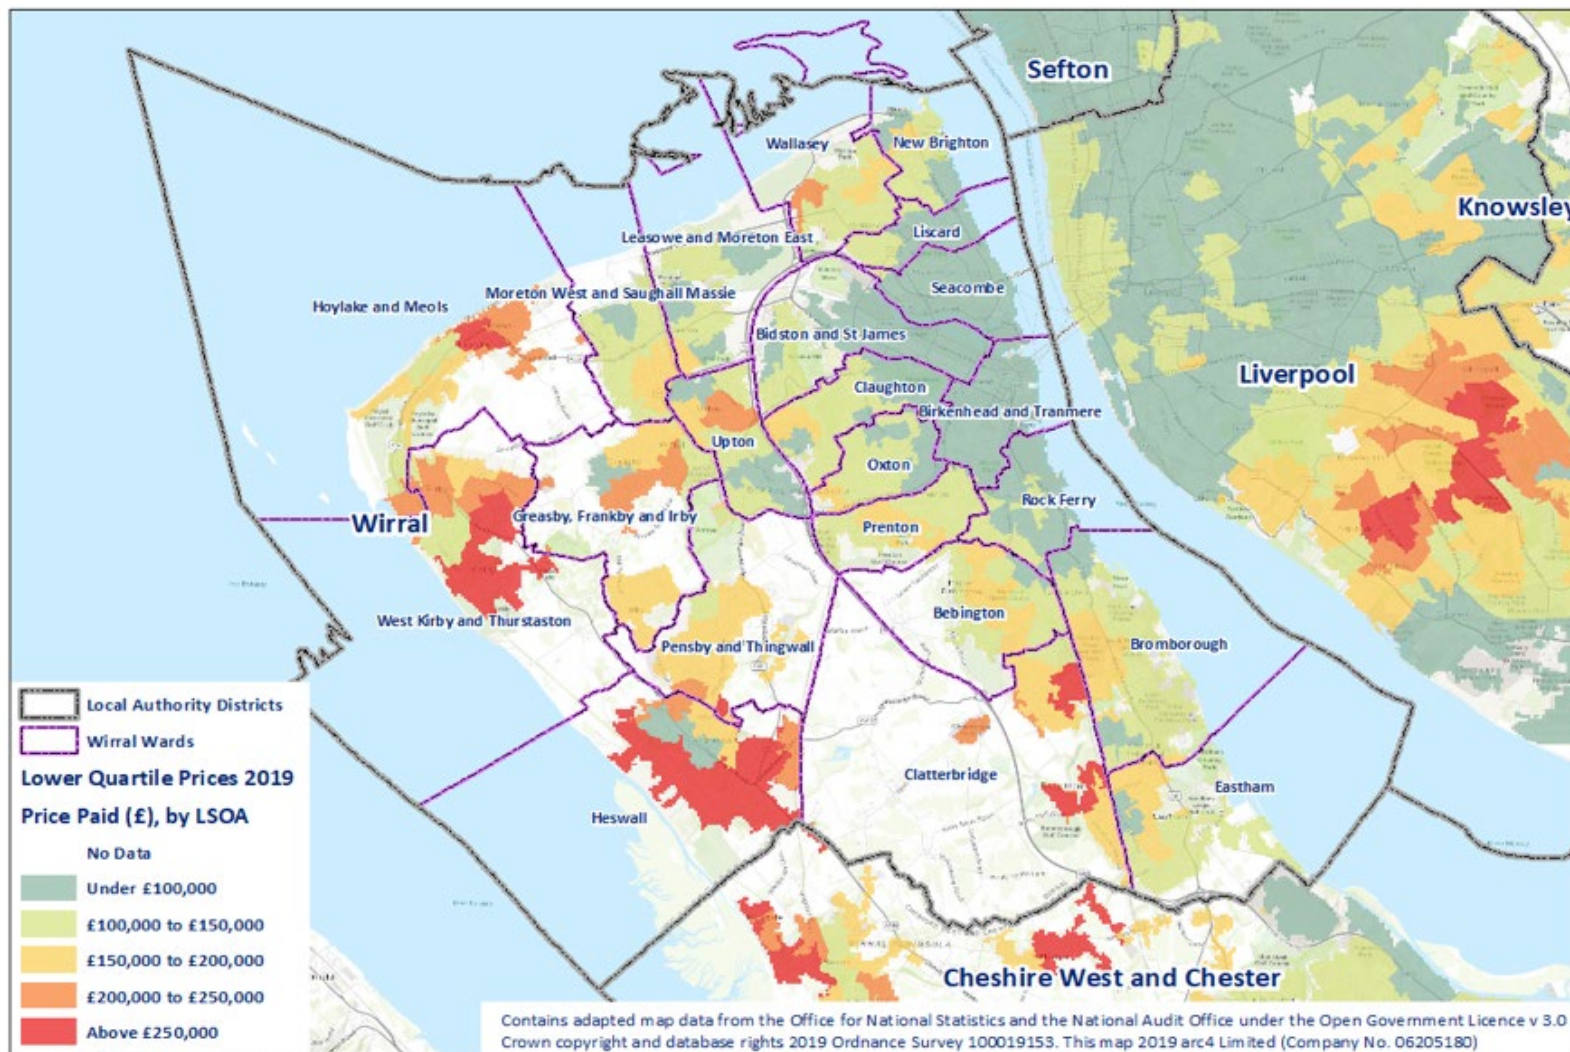 Sefton
Wallasey
New Brighton
Knowsley
Leasowe and Moreton East
Liscard
Seacombe
Hoylake and Meols
Moreton West and Saughall Massie
Bidston and St James
Liverpool
Claughton
Birkenhead and Tranmere
Upton
Oxton
Rock Ferry
Wirral
Greasby, Frankby and Irby
Prenton
West Kirby and Thurstaston
Bebington
Pensby and Thingwall
Bromborough
Clatterbridge
Eastham
Heswall
Cheshire West and Chester
Local Authority Districts
Wirral Wards
Lower Quartile Prices 2019
Price Paid (£), by LSOA
No Data
Under £100,000
£100,000 to £150,000
£150,000 to £200,000
£200,000 to £250,000
Above £250,000
Contains adapted map data from the Office for National Statistics and the National Audit Office under the Open Government Licence v 3.0
Crown copyright and database rights 2019 Ordnance Survey 100019153. This map 2019 arc4 Limited (Company No. 06205180)